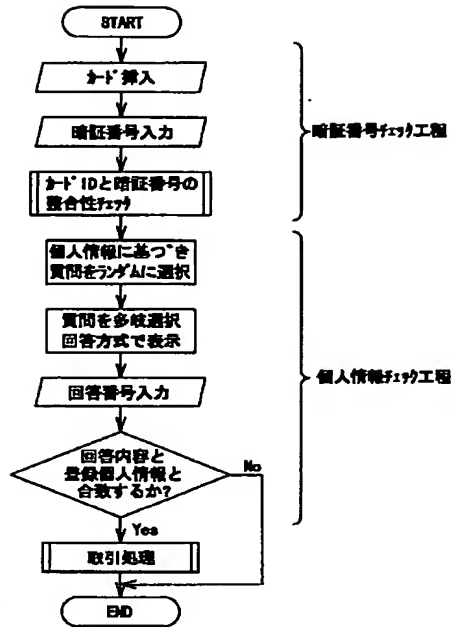 START
カード挿入
暗証番号入力
暗証番号チェック工程
カードIDと暗証番号の
整合性チェック
個人情報に基づき
質問をランダムに選択
質問を多岐選択
回答方式で表示
個人情報チェック工程
回答番号入力
回答内容と
登録個人情報と
合致するか?
No
Yes
取引処理
END